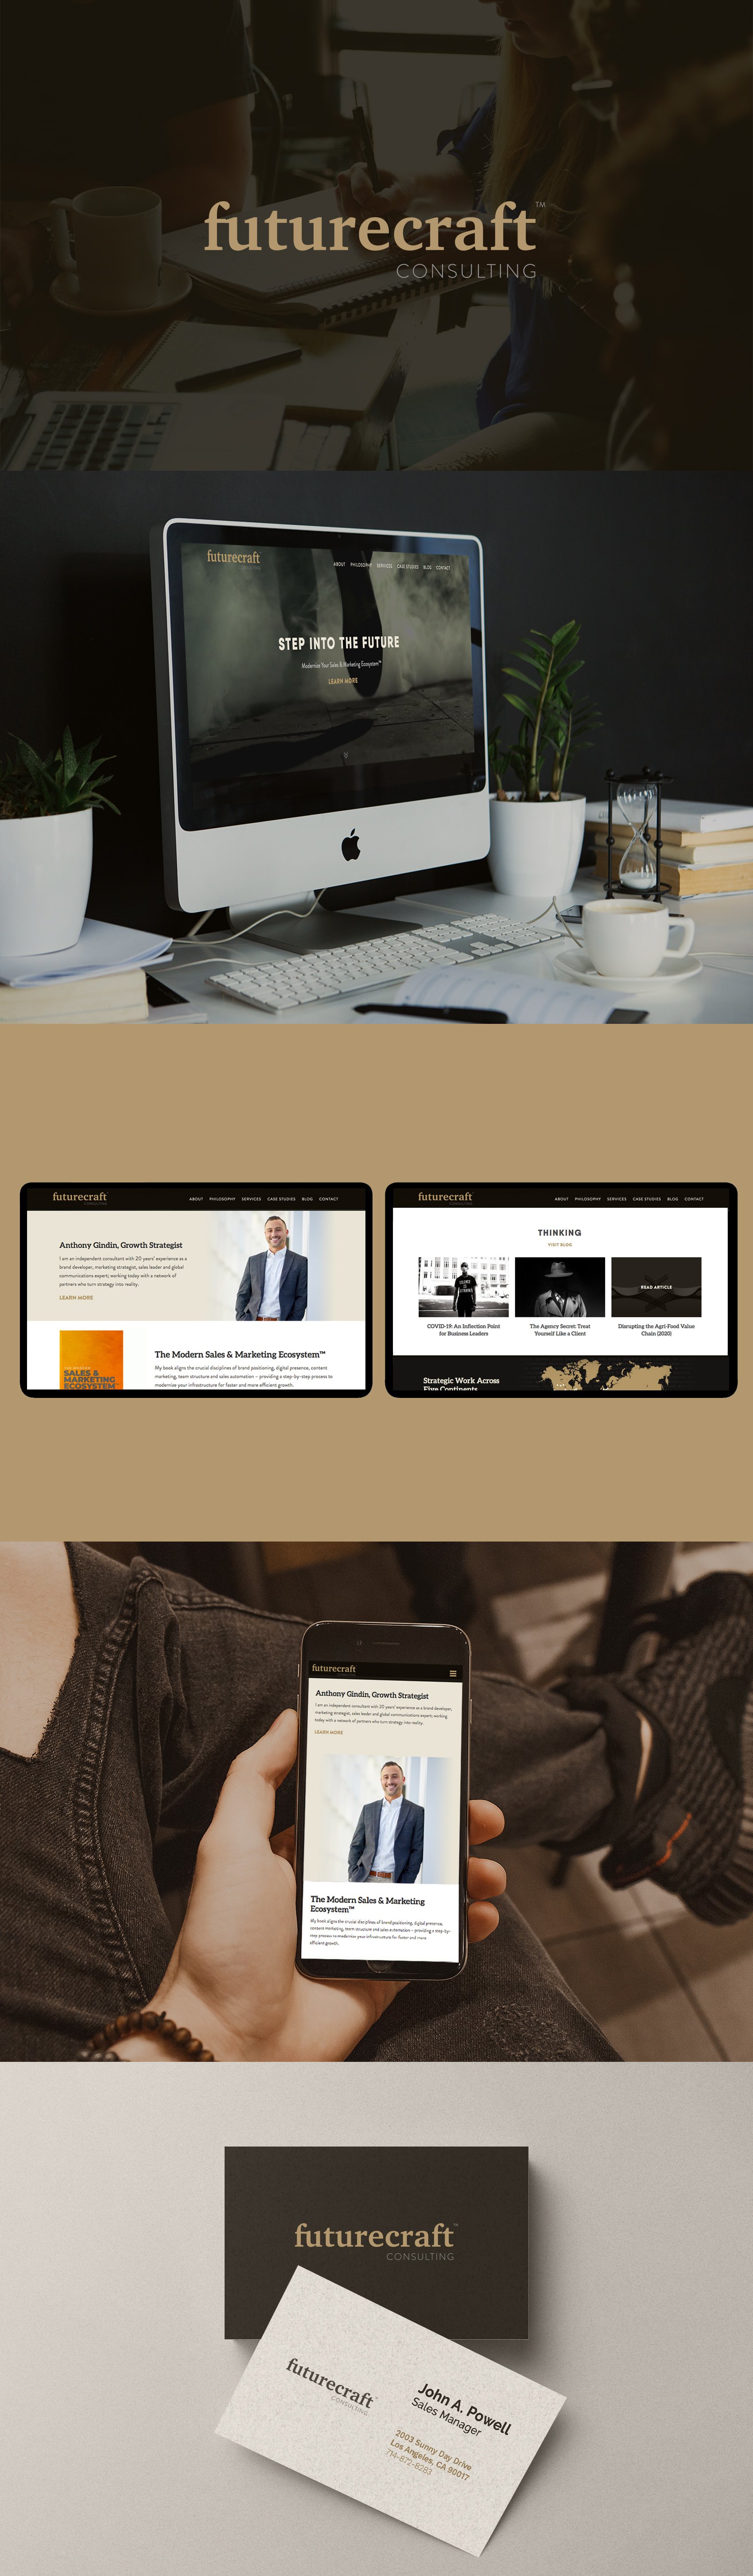 futurecraft™
CONSULTING
futurecraft
CONSULTING
ABOUT PHILOSOPHY SERVICES CASE STUDIES BLOG CONTACT
STEP INTO THE FUTURE
Modernize Your Sales & Marketing Ecosystem™
LEARN MORE
futurecraft
CONSULTING
ABOUT PHILOSOPHY SERVICES CASE STUDIES BLOG CONTACT
Anthony Gindin, Growth Strategist
I am an independent consultant with 20 years' experience as a
brand developer, marketing strategist, sales leader and global
communications expert; working today with a network of
partners who turn strategy into reality.
LEARN MORE
SALES &
MARKETING
ECOSYSTEM™
The Modern Sales & Marketing Ecosystem™
My book aligns the crucial disciplines of brand positioning, digital presence, content
marketing, team structure and sales automation – providing a step-by-step process to
modernize your infrastructure for faster and more efficient growth.
futurecraft
CONSULTING
ABOUT PHILOSOPHY SERVICES CASE STUDIES BLOG CONTACT
THINKING
VISIT BLOG
READ ARTICLE
COVID-19: An Inflection Point
for Business Leaders
The Agency Secret: Treat
Yourself Like a Client
Disrupting the Agri-Food Value
Chain (2020)
Strategic Work Across
Five Continents
futurecraft
CONSULTING
Anthony Gindin, Growth Strategist
I am an independent consultant with 20 years' experience as a brand developer,
marketing strategist, sales leader and global communications expert; working
today with a network of partners who turn strategy into reality.
LEARN MORE
The Modern Sales & Marketing
Ecosystem™
My book aligns the crucial disciplines of brand positioning, digital presence,
content marketing, team structure and sales automation – providing a step-by-
step process to modernize your infrastructure for faster and more
efficient growth.
futurecraft™
CONSULTING
futurecraft
CONSULTING
John A. Powell
Sales Manager
2003 Sunny Day Drive
Los Angeles, CA 90017
714-872-8283